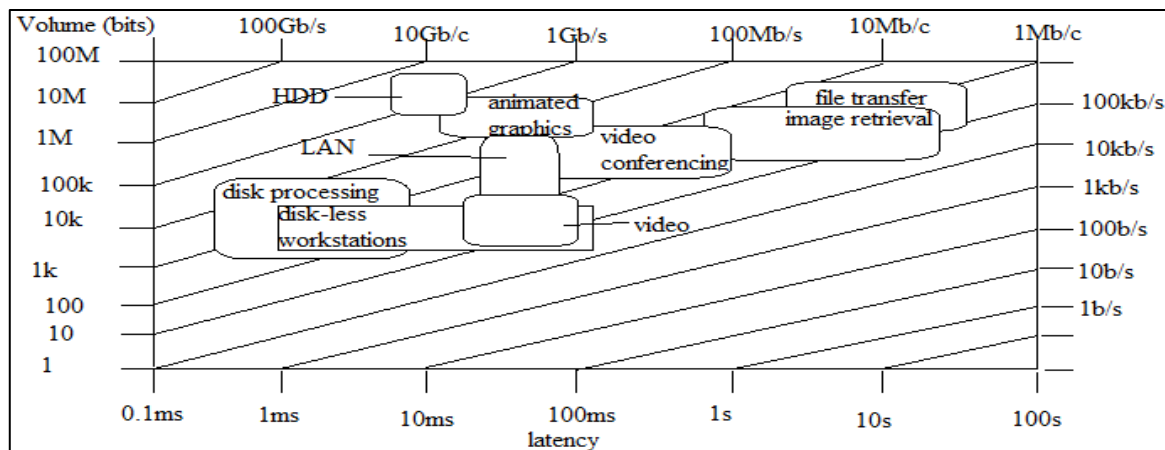 Volume (bits)
100Gb/s
10Gb/c
1Gb/s
100Mb/s
10Mb/c
1Mb/c
100M
10M
1M
100k
10k
1k
100
10
1
HDD
animated
graphics
file transfer
image retrieval
LAN
video
conferencing
disk processing
disk-less
workstations
video
100kb/s
10kb/s
1kb/s
100b/s
10b/s
1b/s
0.1ms
1ms
10ms
100ms
1s
10s
100s
latency